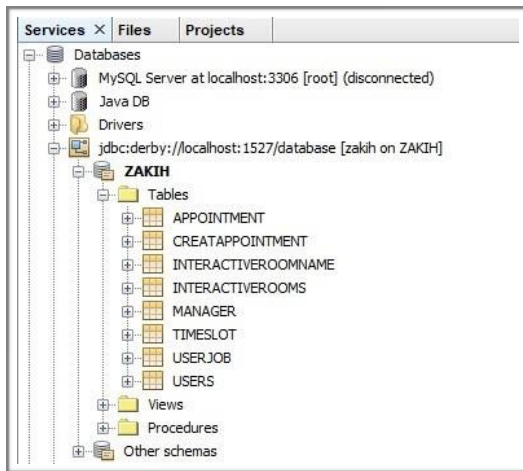 Services × Files Projects
Databases
MySQL Server at localhost:3306 [root] (disconnected)
Java DB
Drivers
jdbc:derby://localhost:1527/database [zakih on ZAKIH]
ZAKIH
Tables
APPOINTMENT
CREATAPPOINTMENT
INTERACTIVEROOMNAME
INTERACTIVEROOMS
MANAGER
TIMESLOT
USERJOB
USERS
Views
Procedures
Other schemas